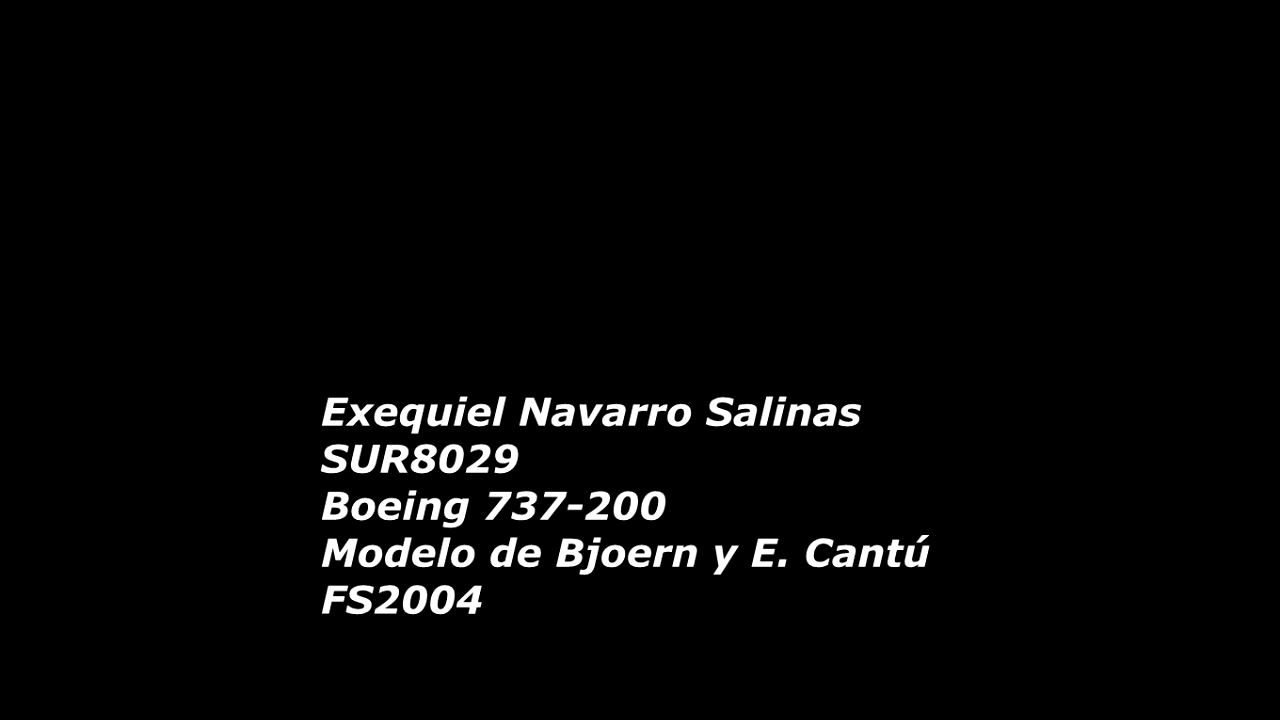 Exequiel Navarro Salinas
SUR8029
Boeing 737-200
Modelo de Bjoern y E. Cantú
FS2004